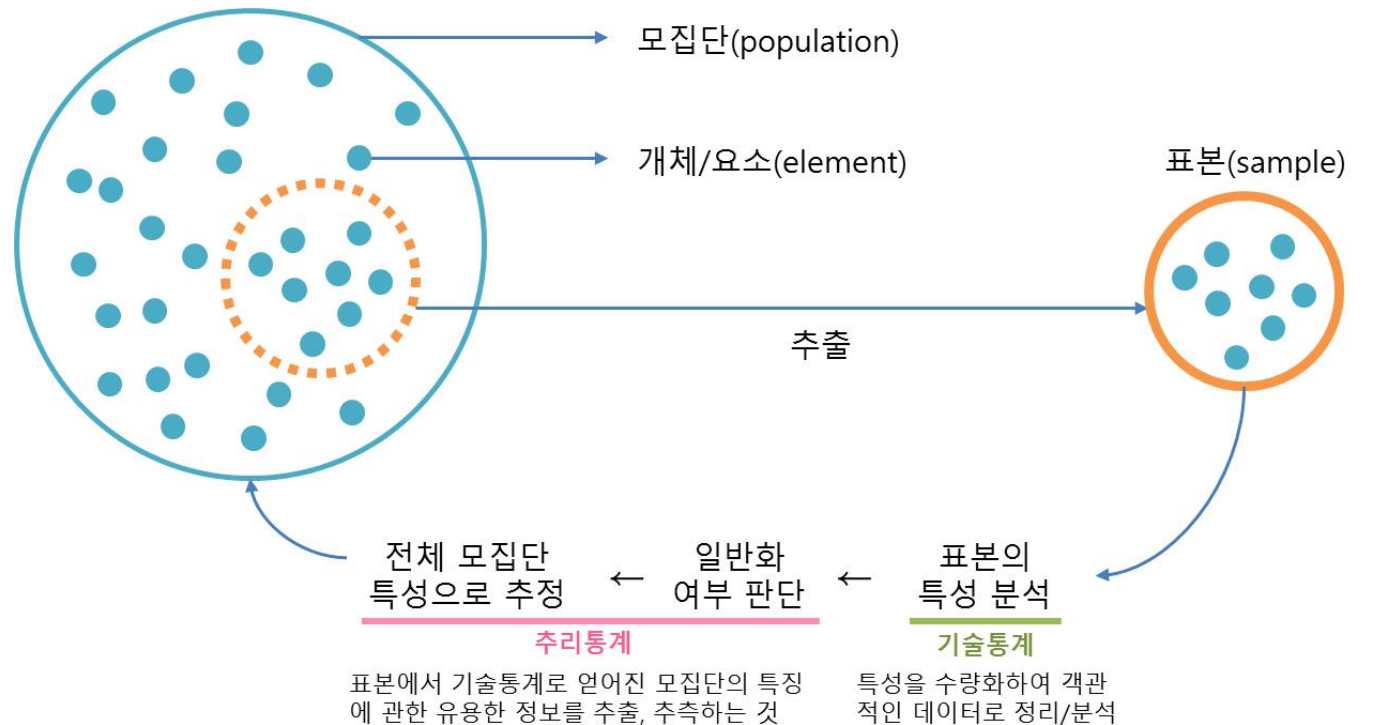 모집단(population)
개체/요소(element)
표본(sample)
추출
전체 모집단
특성으로 추정
←
일반화
여부 판단
←
표본의
특성 분석
추리통계
기술통계
표본에서 기술통계로 얻어진 모집단의 특징
에 관한 유용한 정보를 추출, 추측하는 것
특성을 수량화하여 객관
적인 데이터로 정리/분석